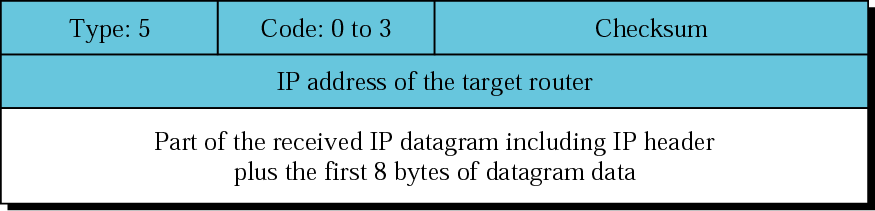 Type: 5 Code: 0 to 3 Checksum
IP address of the target router
Part of the received IP datagram including IP header
plus the first 8 bytes of datagram data